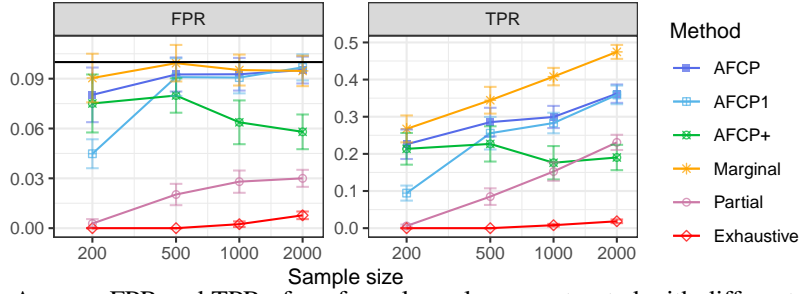 FPR
TPR
0.09
0.06
0.03
0.00
200
500
1000
2000
0.5
0.4
0.3
0.2
0.1
0.0
200
500
1000
2000
Sample size
Method
AFCP
AFCP1
AFCP+
Marginal
Partial
Exhaustive